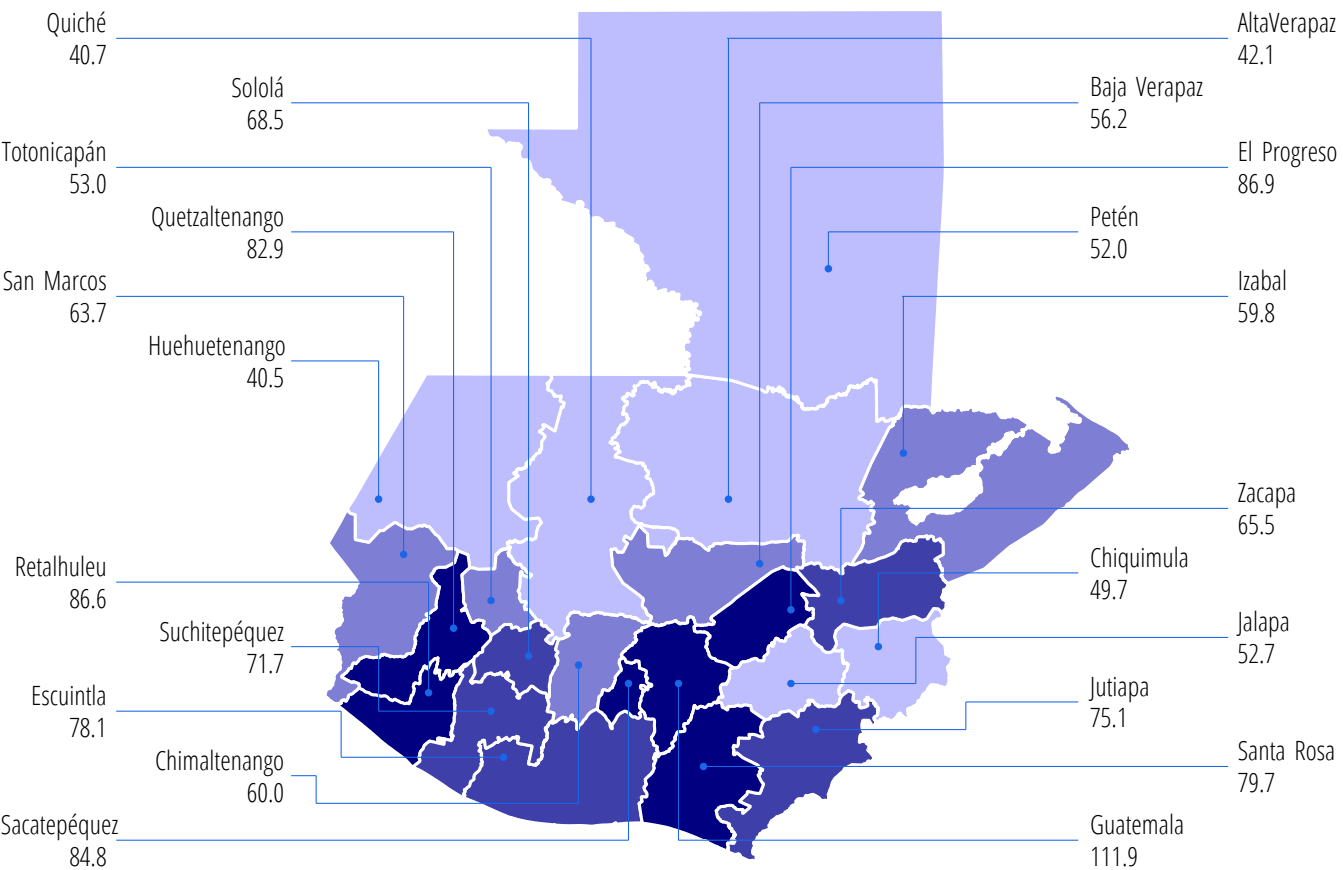 Quiché
40.7
Sololá
68.5
Totonicapán
53.0
Quetzaltenango
82.9
San Marcos
63.7
Huehuetenango
40.5
Retalhuleu
86.6
Suchitepéquez
71.7
Escuintla
78.1
Chimaltenango
60.0
Sacatepéquez
84.8
AltaVerapaz
42.1
Baja Verapaz
56.2
El Progreso
86.9
Petén
52.0
Izabal
59.8
Zacapa
65.5
Chiquimula
49.7
Jalapa
52.7
Jutiapa
75.1
Santa Rosa
79.7
Guatemala
111.9